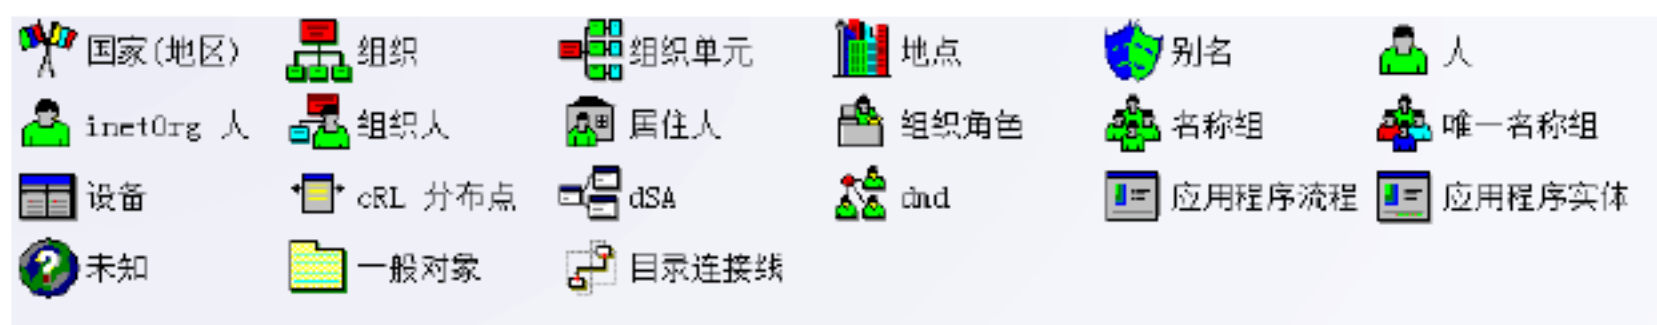 国家(地区) 组织 组织单元 地点 别名 人
inetOrg 人 组织人 居住人 组织角色 名称组 唯一名称组
设备 cRL 分布点 dSA dnd 应用程序流程 应用程序实体
未知 一般对象 目录连接线